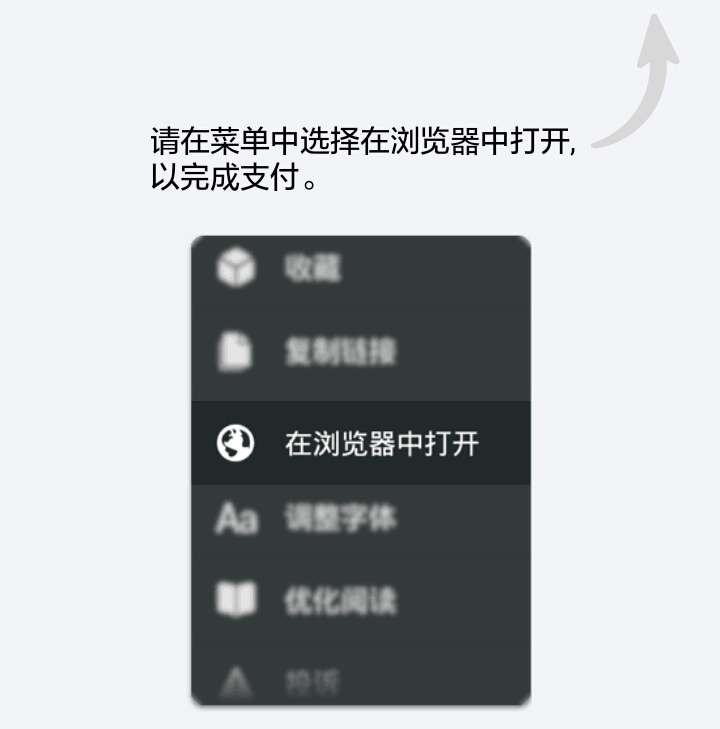 请在菜单中选择在浏览器中打开,
以完成支付。
收藏
复制链接
在浏览器中打开
Aa 调整字体
优化阅读
投诉